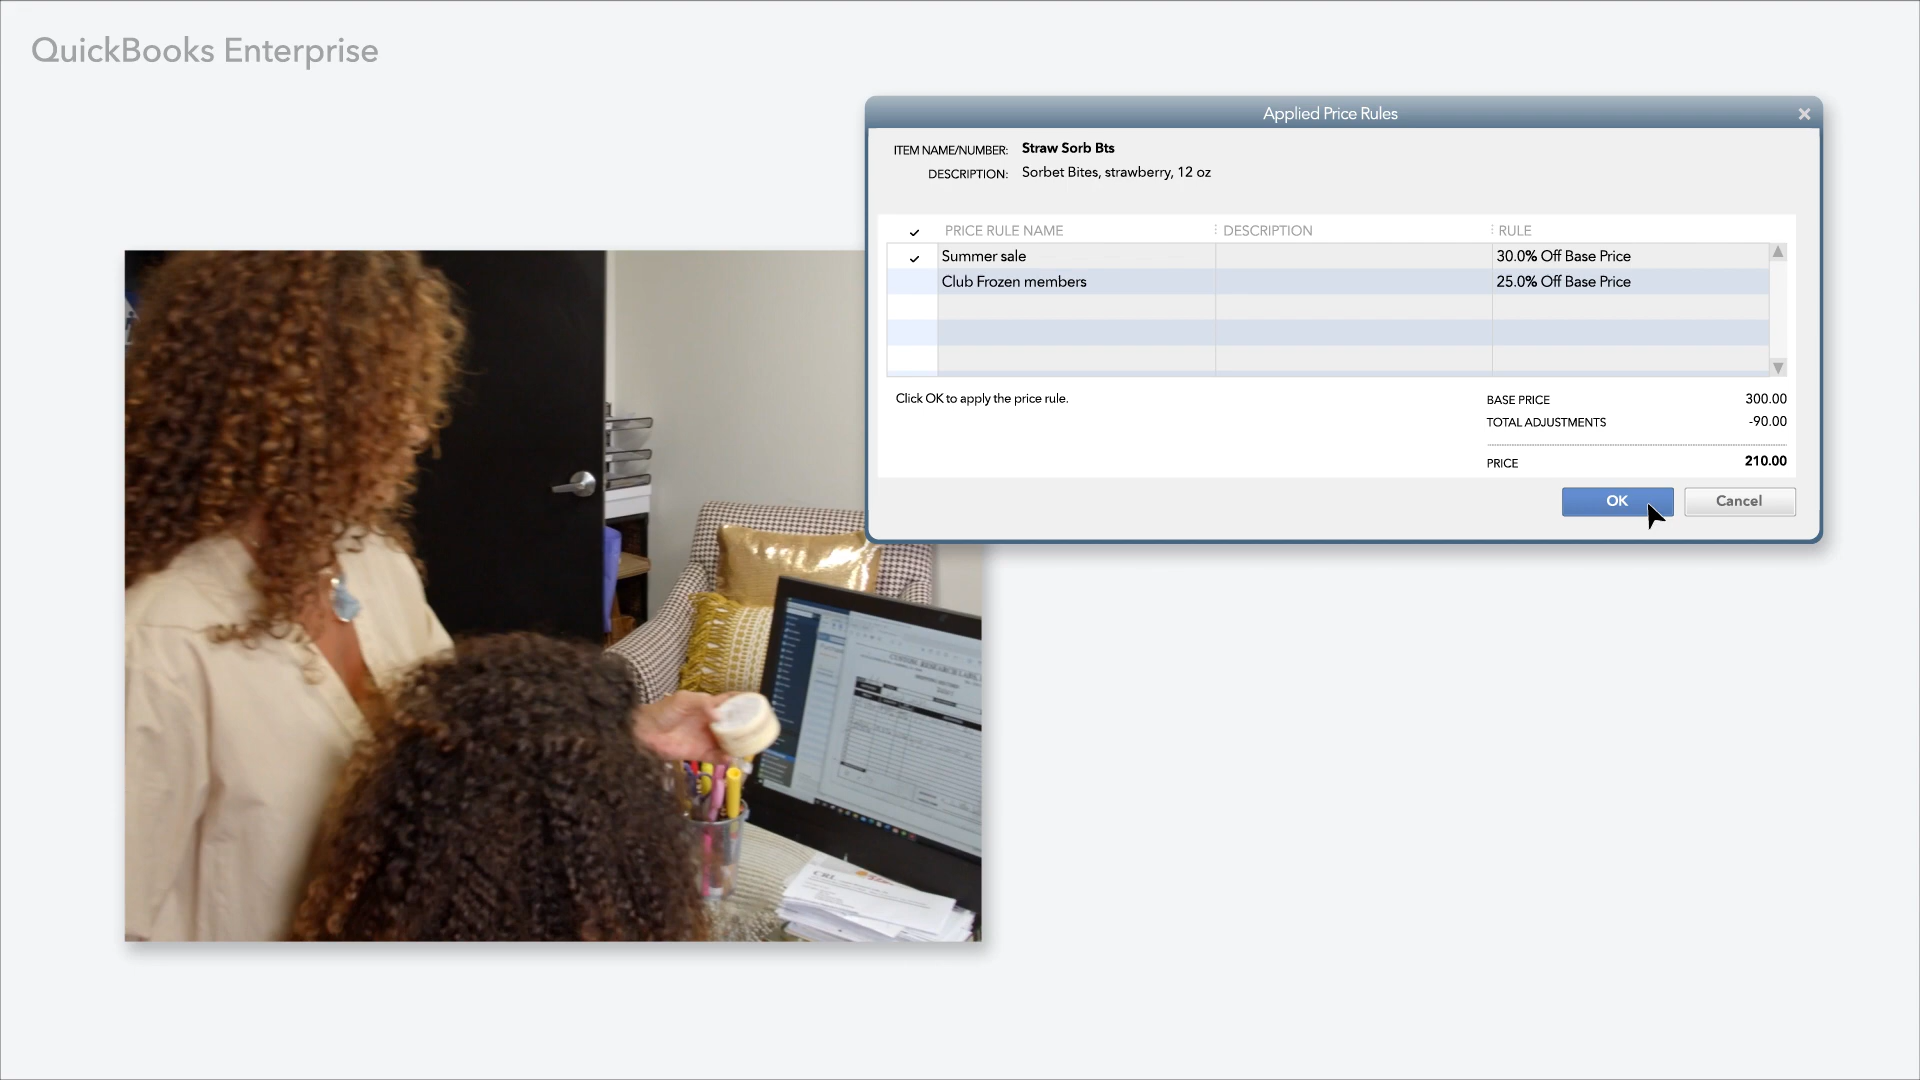 QuickBooks Enterprise
Applied Price Rules
ITEM NAME/NUMBER: Straw Sorb Bts
DESCRIPTION: Sorbet Bites, strawberry, 12 oz
PRICE RULE NAME DESCRIPTION RULE
Summer sale 30.0% Off Base Price
Club Frozen members 25.0% Off Base Price
Click OK to apply the price rule.
BASE PRICE 300.00
TOTAL ADJUSTMENTS -90.00
PRICE 210.00
OK Cancel
CRL